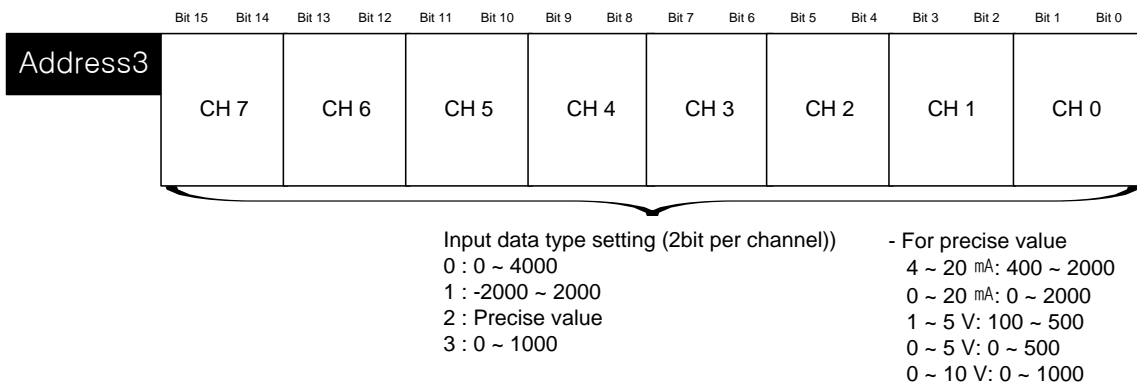 Bit 15 Bit 14 Bit 13 Bit 12 Bit 11 Bit 10 Bit 9 Bit 8 Bit 7 Bit 6 Bit 5 Bit 4 Bit 3 Bit 2 Bit 1 Bit 0
Address3
CH 7 CH 6 CH 5 CH 4 CH 3 CH 2 CH 1 CH 0
Input data type setting (2bit per channel))
0 : 0 ~ 4000
1 : -2000 ~ 2000
2 : Precise value
3 : 0 ~ 1000
- For precise value
4 ~ 20 ㎃: 400 ~ 2000
0 ~ 20 ㎃: 0 ~ 2000
1 ~ 5 V: 100 ~ 500
0 ~ 5 V: 0 ~ 500
0 ~ 10 V: 0 ~ 1000